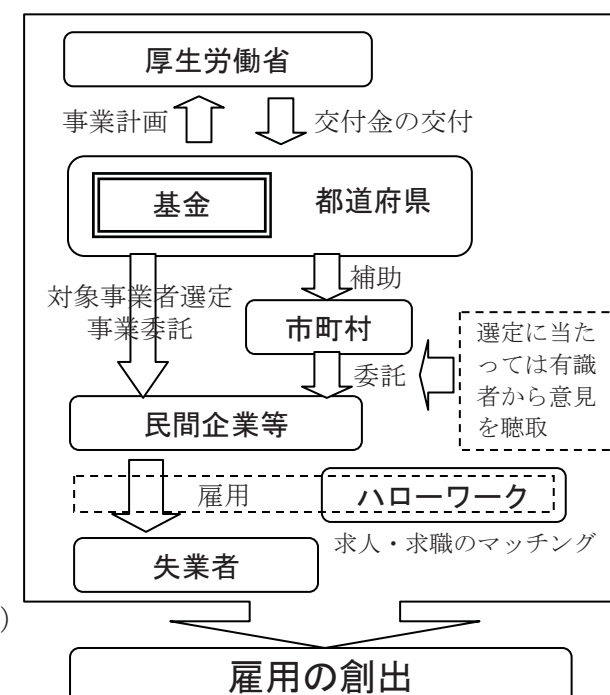 厚生労働省
事業計画
交付金の交付
基金
都道府県
対象事業者選定
事業委託
補助
市町村
選定に当た
っては有識
者から意見
を聴取
委託
民間企業等
雇用
ハローワーク
求人・求職のマッチング
失業者
）
雇用の創出